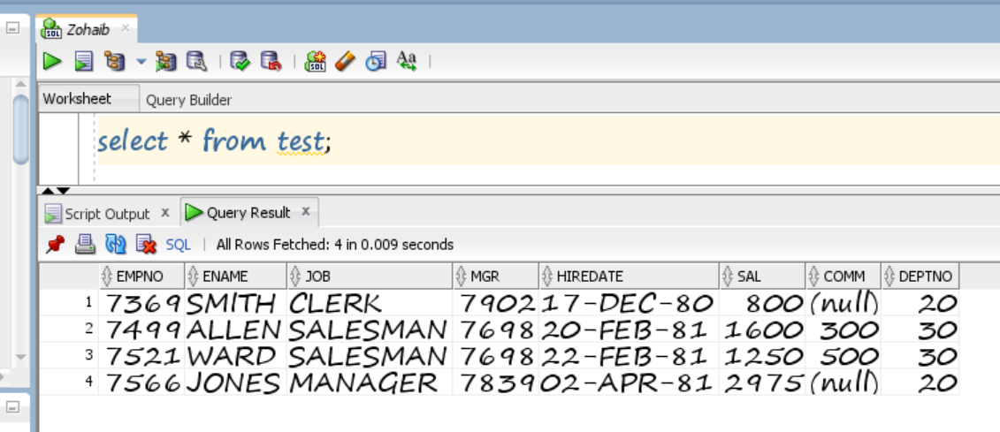 Zohaib
Worksheet Query Builder
select * from test;
Script Output x Query Result x
SQL | All Rows Fetched: 4 in 0.009 seconds
EMPNO ENAME JOB MGR HIREDATE SAL COMM DEPTNO
1 7369 SMITH CLERK 7902 17-DEC-80 800 (null) 20
2 7499 ALLEN SALESMAN 7698 20-FEB-81 1600 300 30
3 7521 WARD SALESMAN 7698 22-FEB-81 1250 500 30
4 7566 JONES MANAGER 7839 02-APR-81 2975 (null) 20